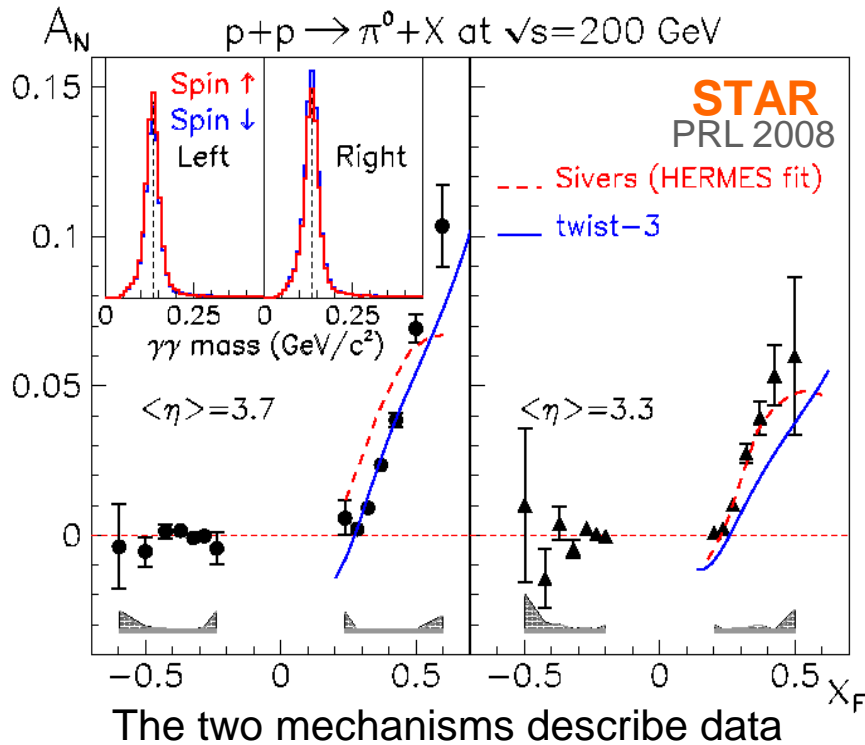 A_N p+p → π⁰+X at √s=200 GeV
0.15
0.1
0.05
0
Spin ↑
Spin ↓
Left
Right
0 0.25 0 0.25
γγ mass (GeV/c²)
STAR
PRL 2008
Sivers (HERMES fit)
twist-3
<η>=3.7
<η>=3.3
-0.5 0 0.5 -0.5 0 0.5
X_F
The two mechanisms describe data